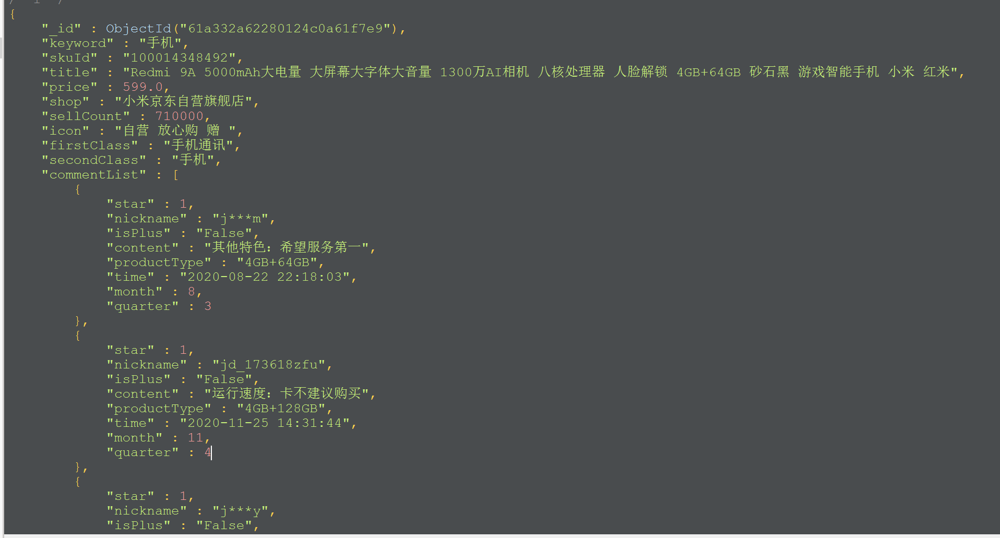 {
"_id" : ObjectId("61a332a62280124c0a61f7e9"),
"keyword" : "手机",
"skuId" : "100014348492",
"title" : "Redmi 9A 5000mAh大电量 大屏幕大字体大音量 1300万AI相机 八核处理器 人脸解锁 4GB+64GB 砂石黑 游戏智能手机 小米 红米",
"price" : 599.0,
"shop" : "小米京东自营旗舰店",
"sellCount" : 710000,
"icon" : "自营 放心购 赠 ",
"firstClass" : "手机通讯",
"secondClass" : "手机",
"commentList" : [
{
"star" : 1,
"nickname" : "j***m",
"isPlus" : "False",
"content" : "其他特色：希望服务第一",
"productType" : "4GB+64GB",
"time" : "2020-08-22 22:18:03",
"month" : 8,
"quarter" : 3
},
{
"star" : 1,
"nickname" : "jd_173618zfu",
"isPlus" : "False",
"content" : "运行速度：卡不建议购买",
"productType" : "4GB+128GB",
"time" : "2020-11-25 14:31:44",
"month" : 11,
"quarter" : 4
},
{
"star" : 1,
"nickname" : "j***y",
"isPlus" : "False",